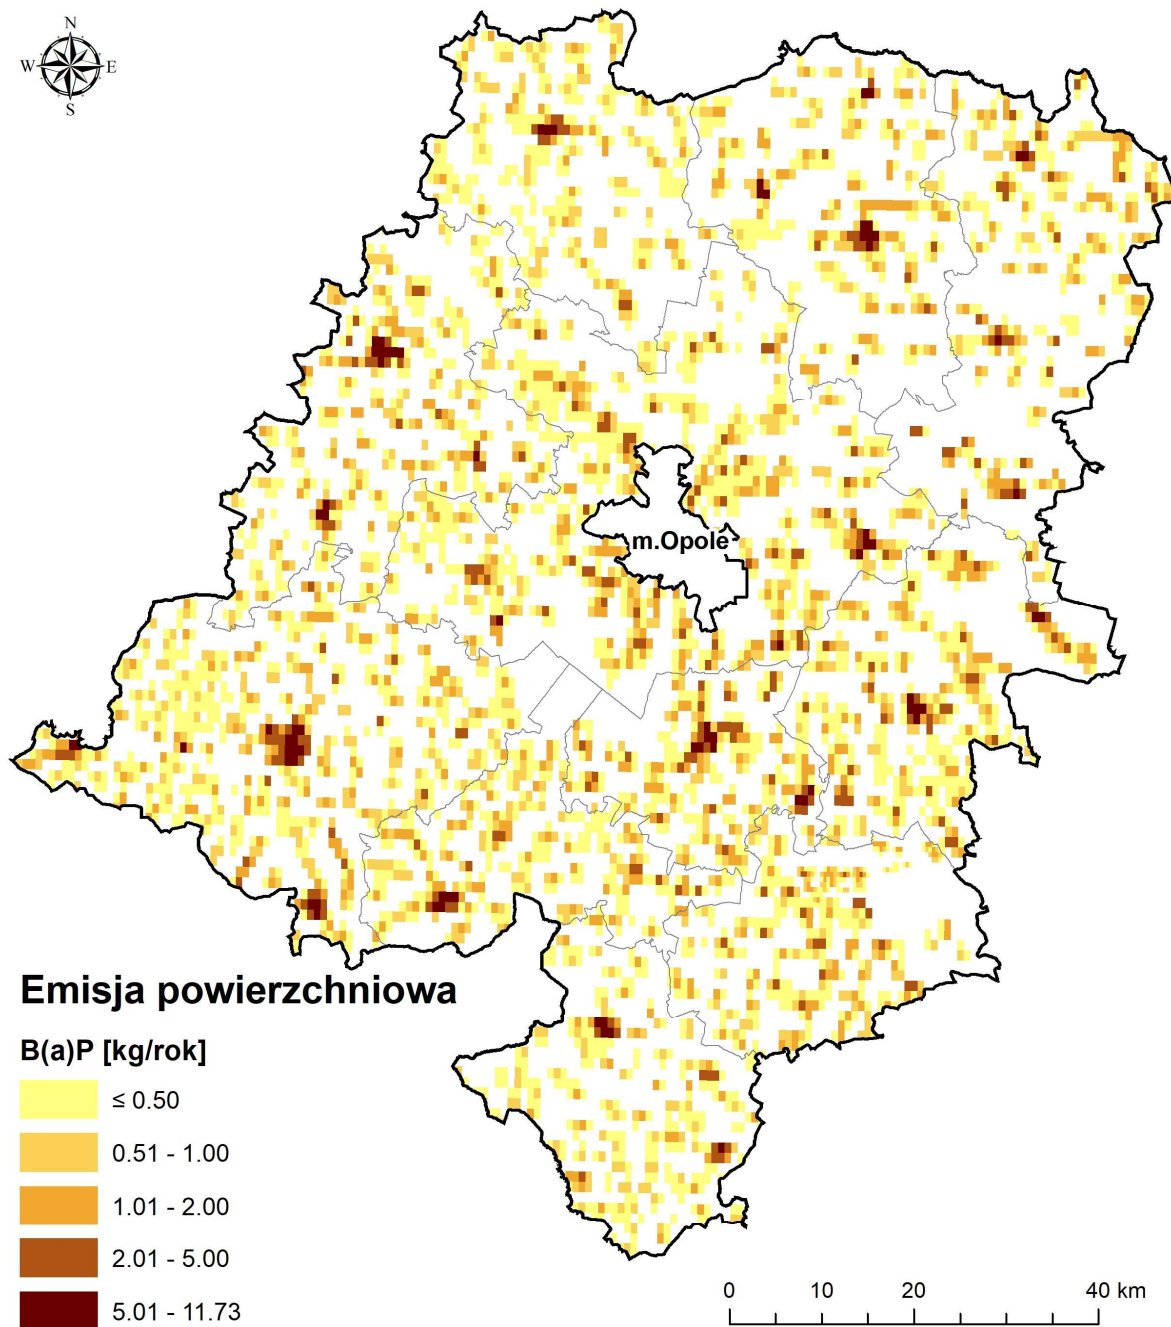 N
W E
S
m.Opole
Emisja powierzchniowa
B(a)P [kg/rok]
≤ 0.50
0.51 - 1.00
1.01 - 2.00
2.01 - 5.00
5.01 - 11.73
0 10 20 40 km